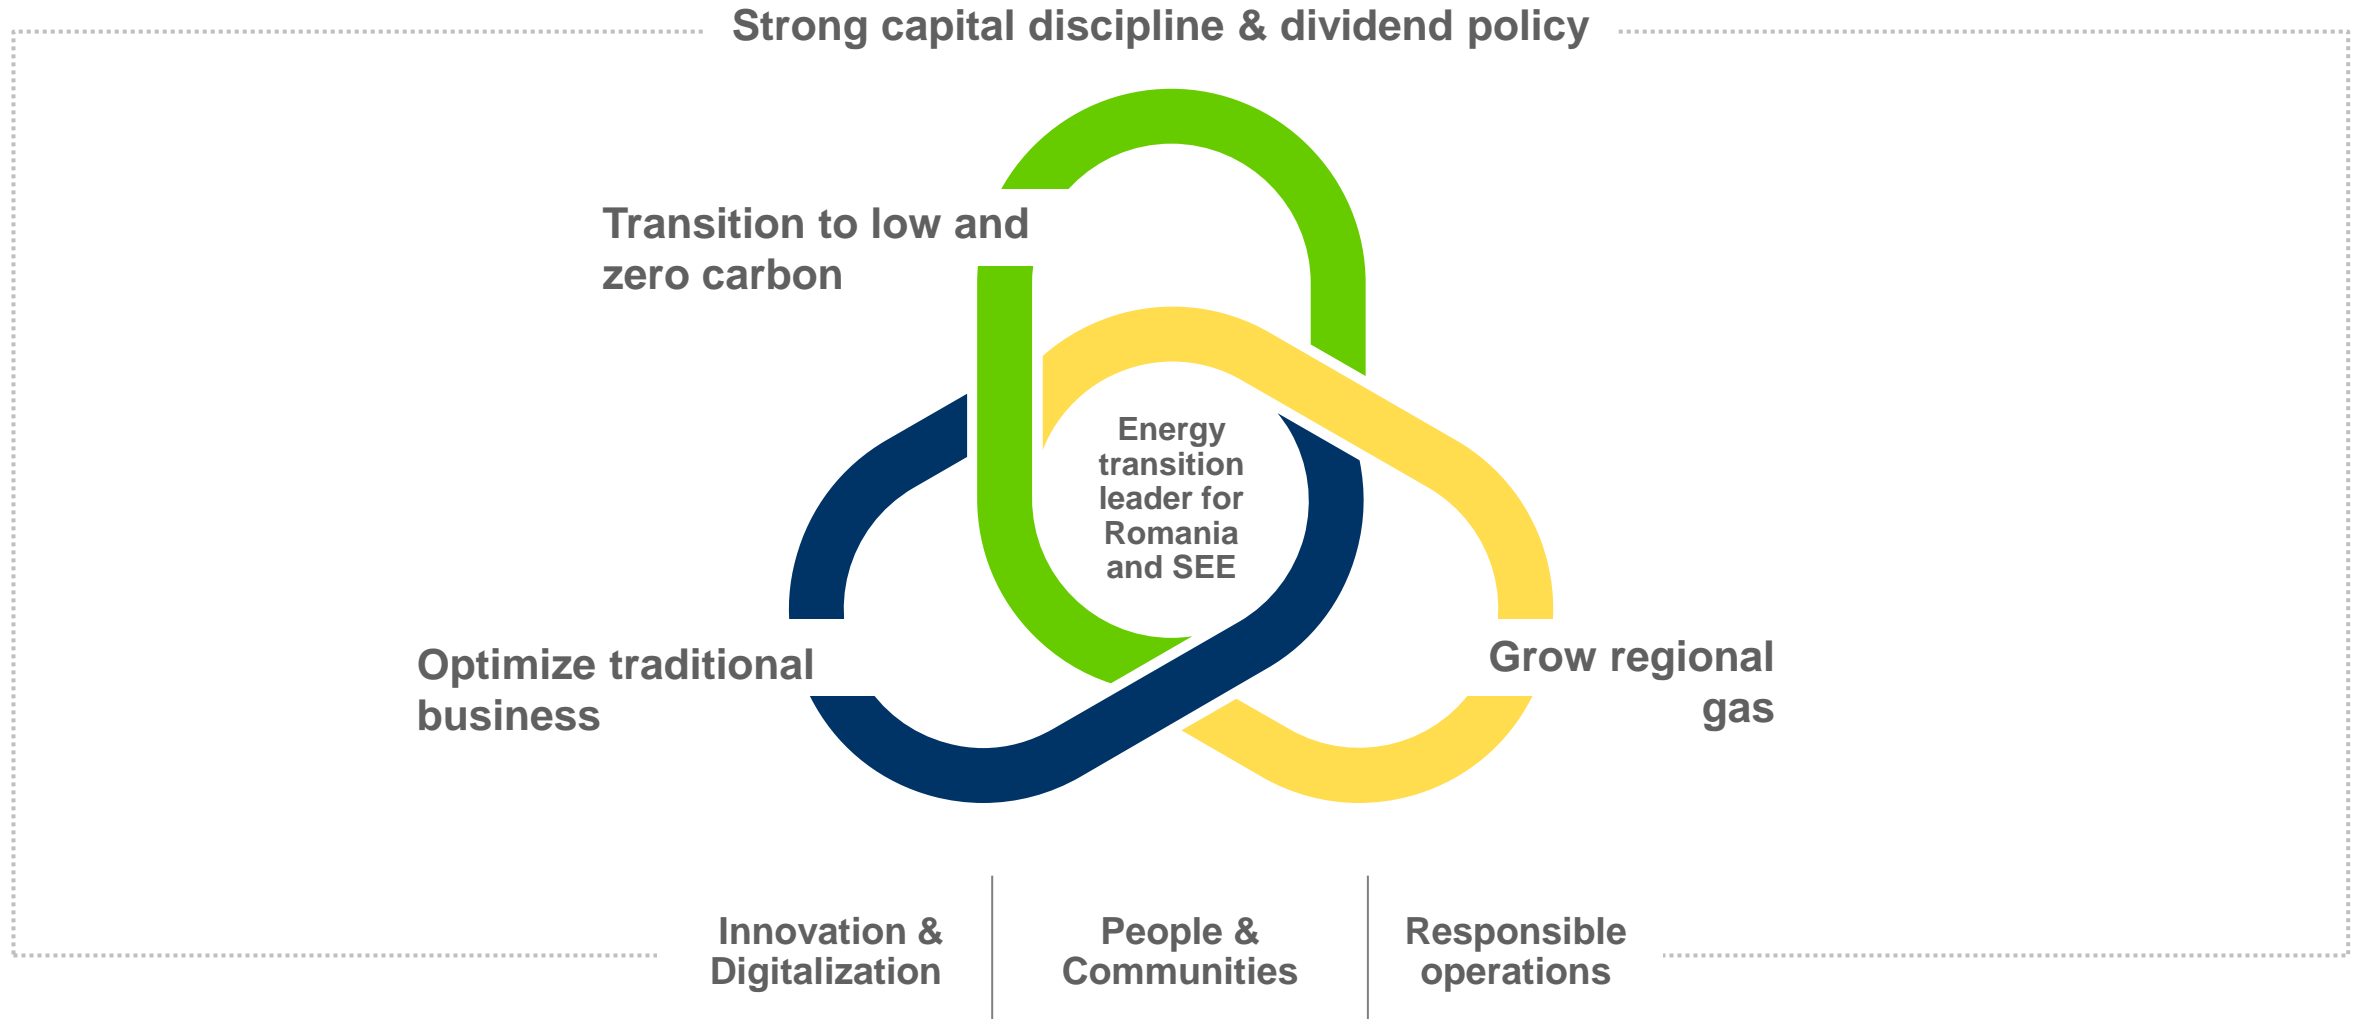 Strong capital discipline & dividend policy
Transition to low and
zero carbon
Energy
transition
leader for
Romania
and SEE
Optimize traditional
business
Grow regional
gas
Innovation &
Digitalization
People &
Communities
Responsible
operations